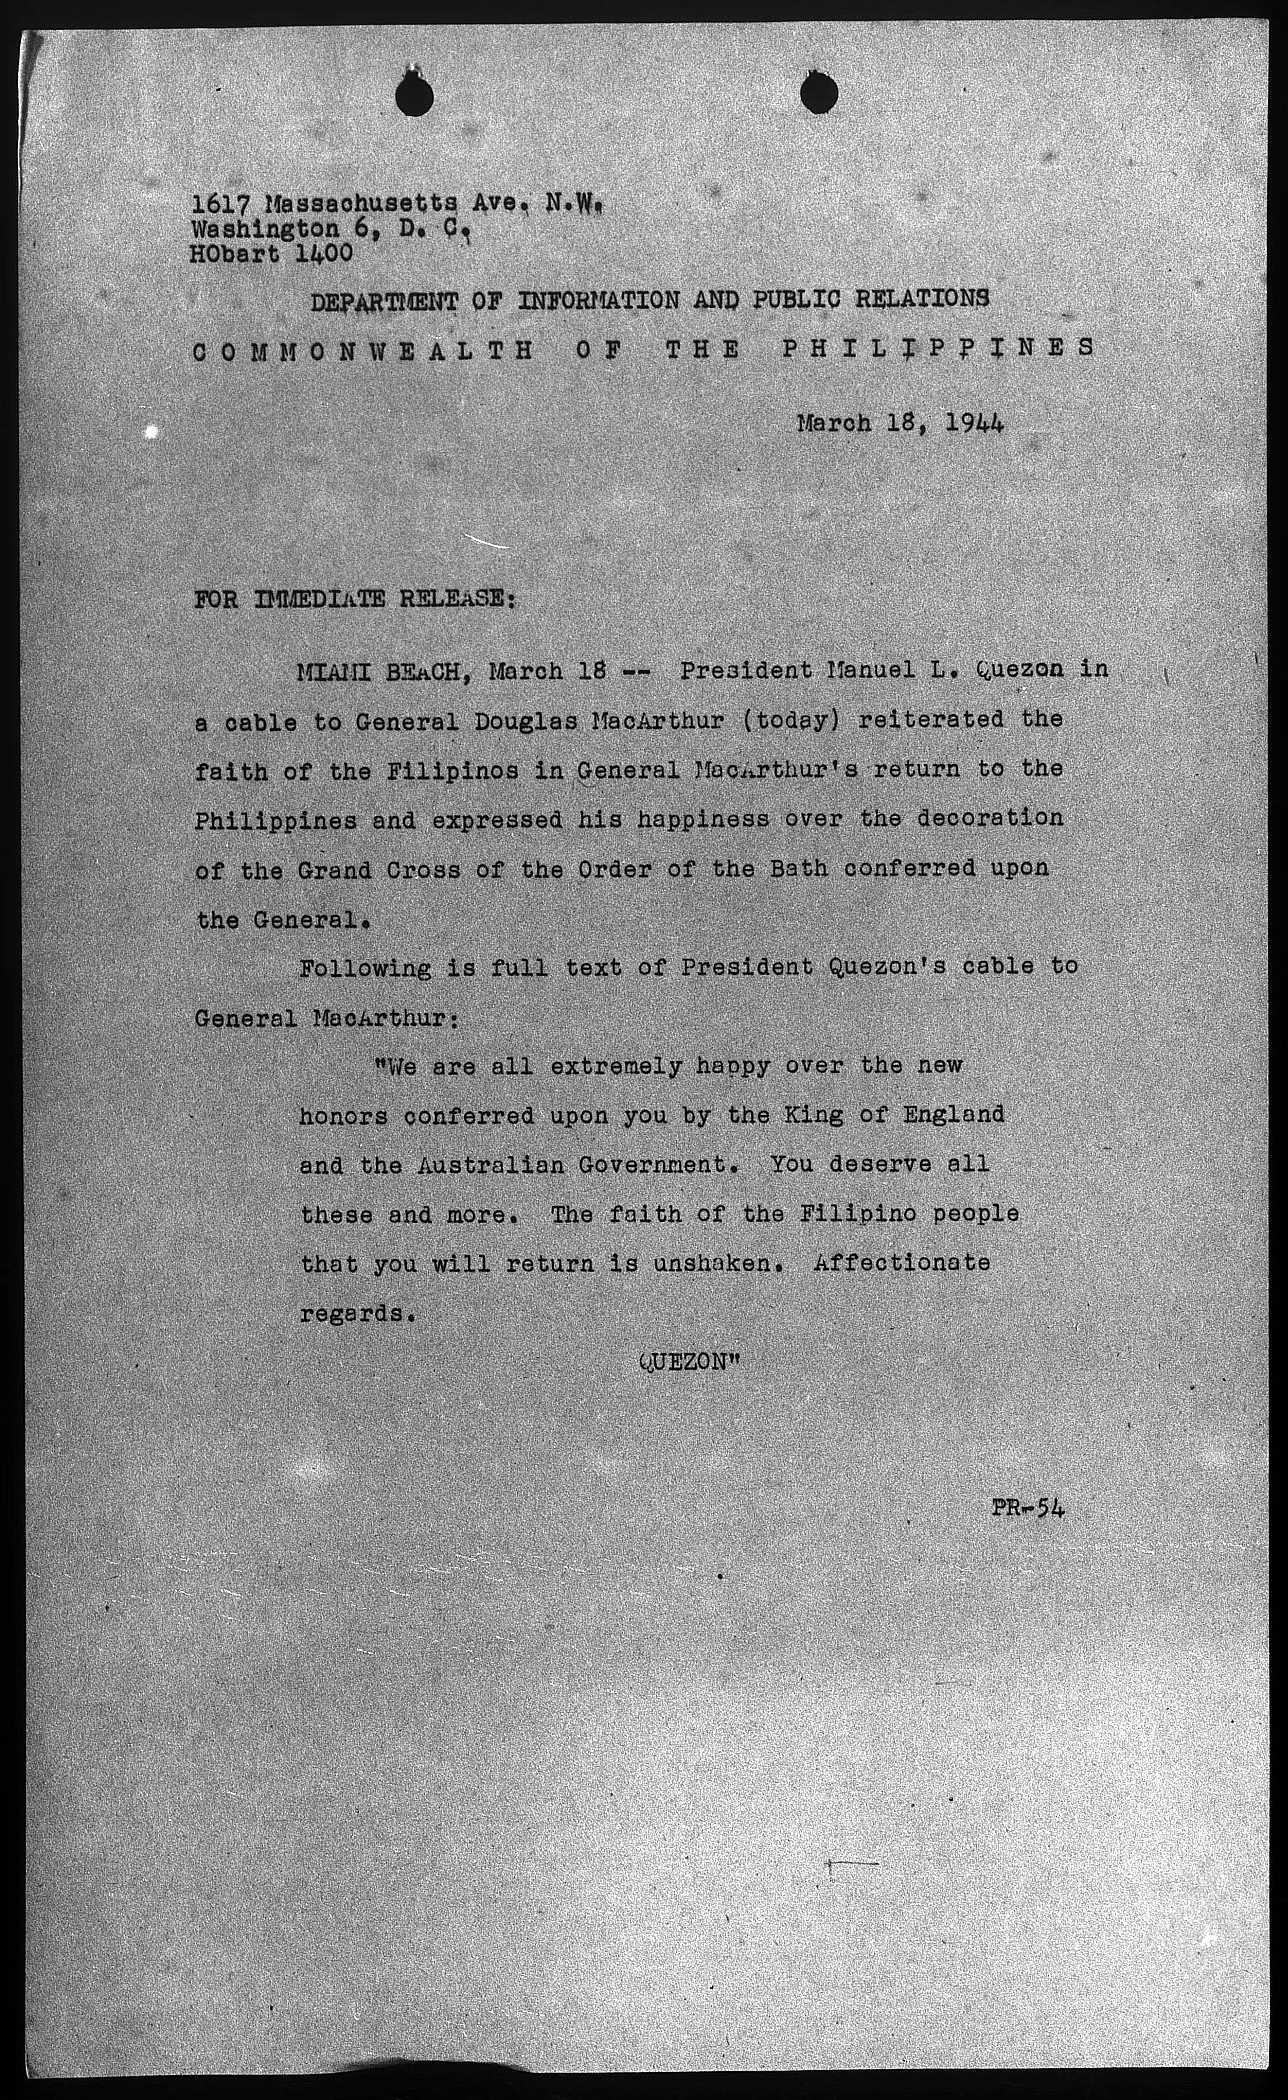 1617 Massachusetts Ave. N.W.
Washington 6, D. C.
HObart 1400
DEPARTMENT OF INFORMATION AND PUBLIC RELATIONS
C O M M O N W E A L T H   O F   T H E   P H I L I P P I N E S
March 18, 1944
FOR IMMEDIATE RELEASE:
MIAMI BEACH, March 18 -- President Manuel L. Quezon in
a cable to General Douglas MacArthur (today) reiterated the
faith of the Filipinos in General MacArthur's return to the
Philippines and expressed his happiness over the decoration
of the Grand Cross of the Order of the Bath conferred upon
the General.
Following is full text of President Quezon's cable to
General MacArthur:
"We are all extremely happy over the new
honors conferred upon you by the King of England
and the Australian Government. You deserve all
these and more. The faith of the Filipino people
that you will return is unshaken. Affectionate
regards.
QUEZON"
PR-54